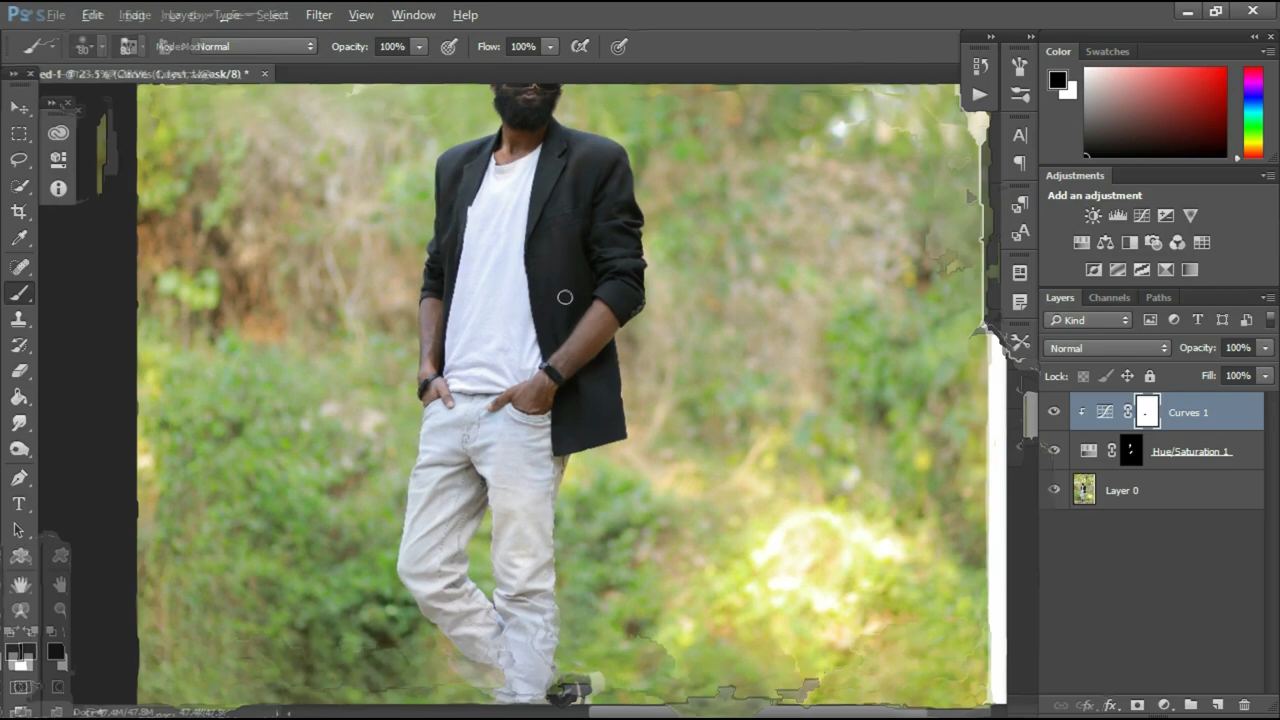 Ps File Edit Image Layer Type Select Filter View Window Help
80 Mode: Normal Opacity: 100% Flow: 100%
Color Swatches
Adjustments
Add an adjustment
Layers Channels Paths
Kind
Normal Opacity: 100%
Lock: Fill: 100%
Curves 1
Hue/Saturation 1
Layer 0